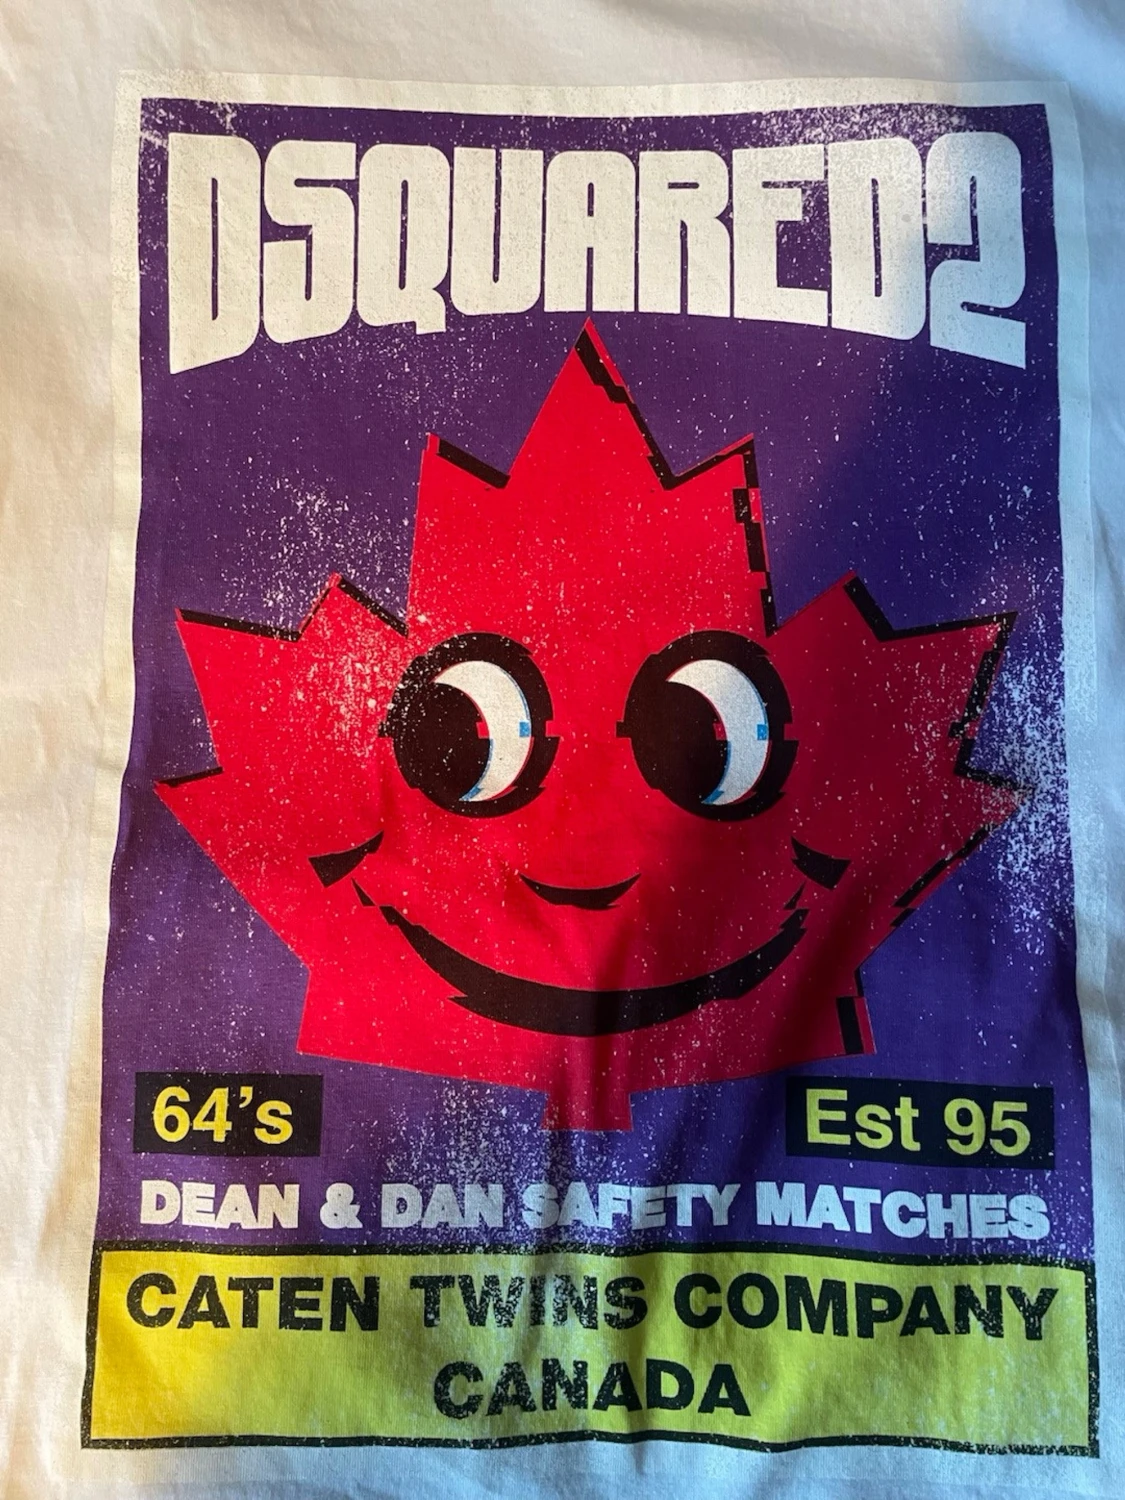 DSQUARED2
64's Est 95
DEAN & DAN SAFETY MATCHES
CATEN TWINS COMPANY
CANADA